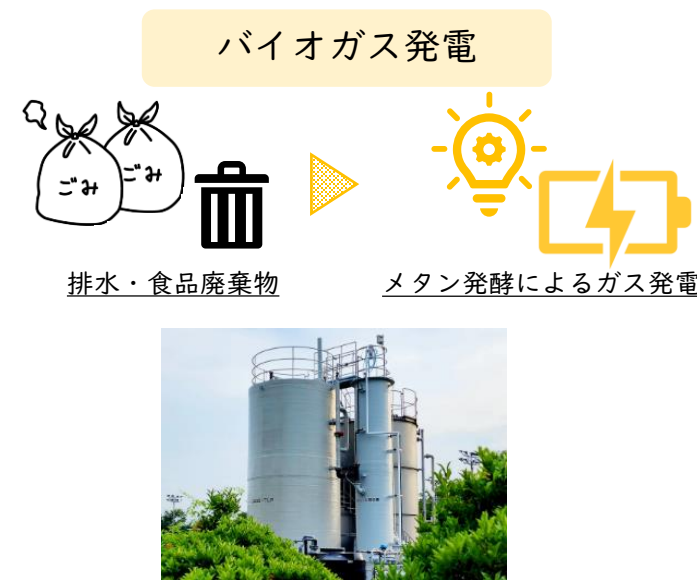 バイオガス発電
ごみ
ごみ
排水・食品廃棄物
メタン発酵によるガス発電